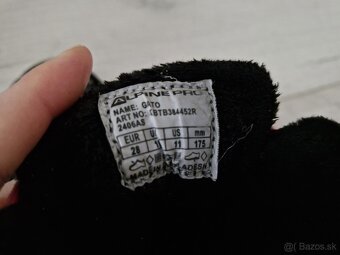 ALPINE PRO
NAME: GATO
ART NO: KBTB384452R
2406AS
EUR UK US mm
28 10 11 175
MADE IN BANGLADESH
© Bazos.sk